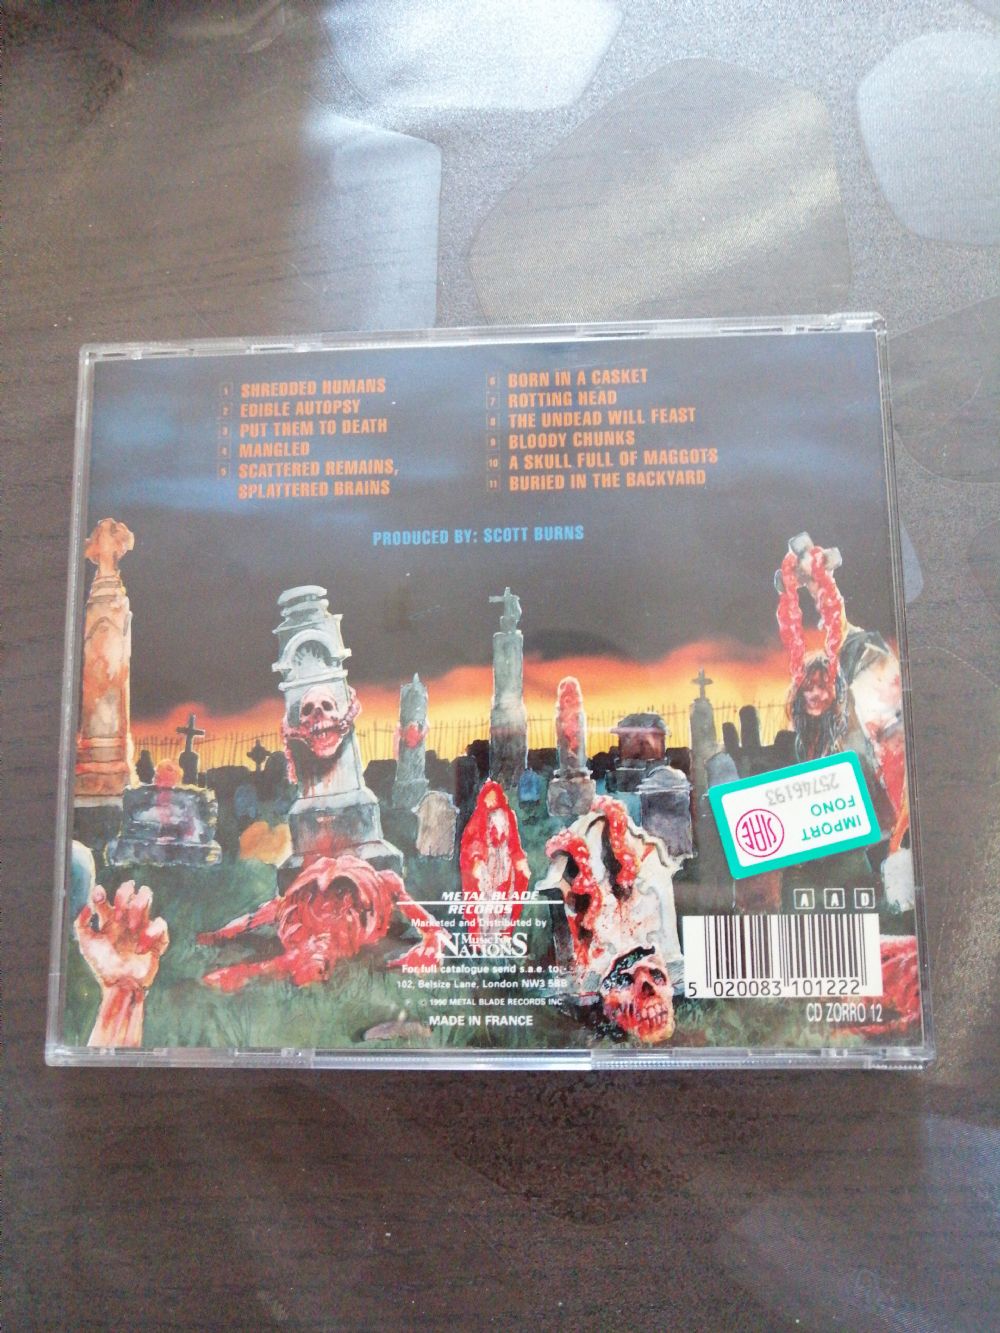 1 SHREDDED HUMANS
2 EDIBLE AUTOPSY
3 PUT THEM TO DEATH
4 MANGLED
5 SCATTERED REMAINS,
SPLATTERED BRAINS
6 BORN IN A CASKET
7 ROTTING HEAD
8 THE UNDEAD WILL FEAST
9 BLOODY CHUNKS
10 A SKULL FULL OF MAGGOTS
11 BURIED IN THE BACKYARD
PRODUCED BY: SCOTT BURNS
25746193
IMPORT
FONO
SIAE
METAL BLADE
RECORDS
Marketed and Distributed by
MUSIC FOR
NATIONS
For full catalogue send s.a.e. to:-
102, Belsize Lane, London NW3 5BB
P © 1990 METAL BLADE RECORDS INC
MADE IN FRANCE
A A D
5 020083 101222
CD ZORRO 12